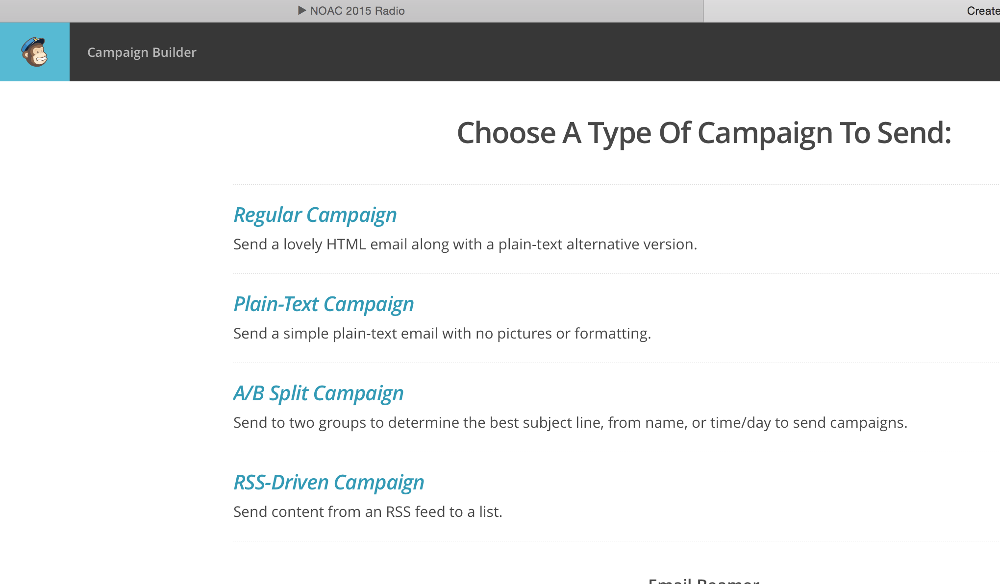 ▶ NOAC 2015 Radio
Create
Campaign Builder
Choose A Type Of Campaign To Send:
Regular Campaign
Send a lovely HTML email along with a plain-text alternative version.
Plain-Text Campaign
Send a simple plain-text email with no pictures or formatting.
A/B Split Campaign
Send to two groups to determine the best subject line, from name, or time/day to send campaigns.
RSS-Driven Campaign
Send content from an RSS feed to a list.
Email Beamer